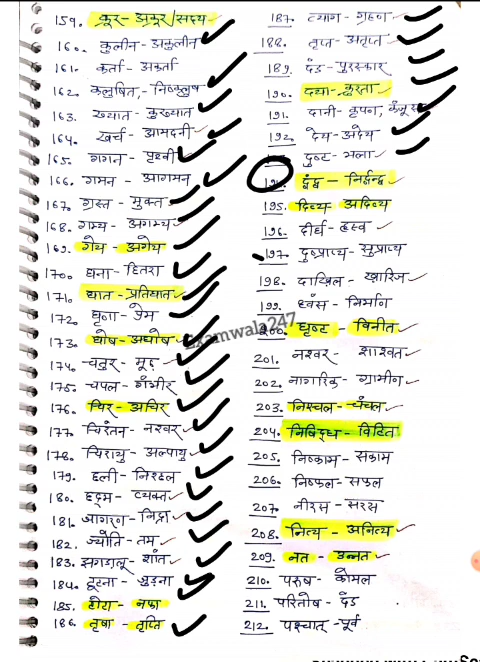 159. क्रूर - अक्रूर/सदय
160. कुलीन - अकुलीन
161. कर्ता - अकर्ता
162. कलुषित - निष्कलुष
163. ख्यात - कुख्यात
164. खर्च - आमदनी
165. गगन - पृथ्वी
166. गमन - आगमन
167. ग्रस्त - मुक्त
168. गम्य - अगम्य
169. गेय - अगेय
170. घना - छितरा
171. घात - प्रतिघात
172. घृणा - प्रेम
173. घोष - अघोष
174. चतुर - मूढ़
175. चपल - गंभीर
176. चिर - अचिर
177. चिरंतन - नश्वर
178. चिरायु - अल्पायु
179. छली - निश्छल
180. छद्म - व्यक्त
181. जागरण - निद्रा
182. ज्योति - तम
183. झगड़ालू - शांत
184. टूटना - जुड़ना
185. टोटा - नफा
186. तृषा - तृप्ति
187. त्याग - ग्रहण
188. तृप्त - अतृप्त
189. दंड - पुरस्कार
190. दया - क्रूरता
191. दानी - कृपण, कंजूस
192. देय - अदेय
दुष्ट - भला
194. द्वंद्व - निर्द्वन्द्व
195. दिव्य - अदिव्य
196. दीर्घ - ह्रस्व
197. दुष्प्राप्य - सुप्राप्य
198. दाखिल - खारिज
199. ध्वंस - निर्माण
200. धृष्ट - विनीत
201. नश्वर - शाश्वत
202. नागरिक - ग्रामीण
203. निश्चल - चंचल
204. निषिद्ध - विहित
205. निष्काम - सकाम
206. निष्फल - सफल
207. नीरस - सरस
208. नित्य - अनित्य
209. नत - उन्नत
210. परुष - कोमल
211. परितोष - दंड
212. पश्चात् - पूर्व
Examwala247